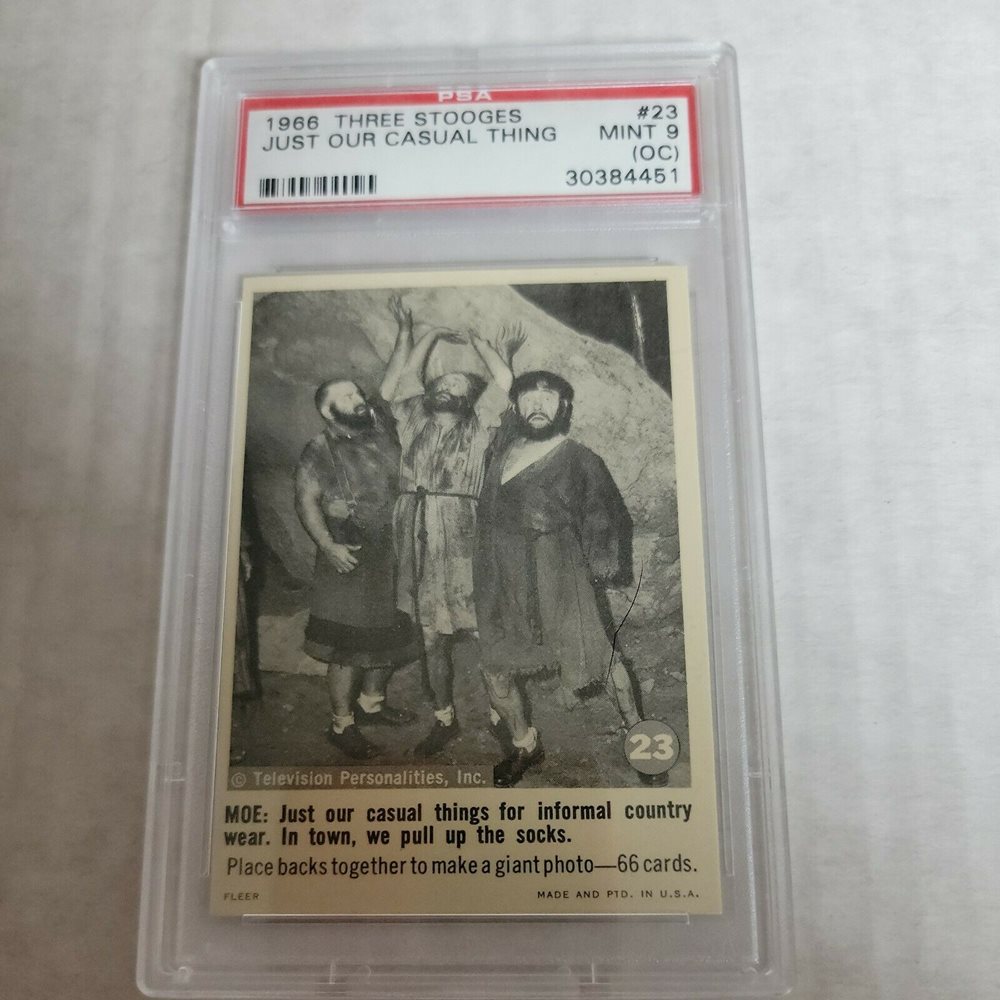 PSA
1966 THREE STOOGES #23
JUST OUR CASUAL THING MINT 9
(OC)
30384451
23
© Television Personalities, Inc.
MOE: Just our casual things for informal country
wear. In town, we pull up the socks.
Place backs together to make a giant photo—66 cards.
FLEER MADE AND PTD. IN U.S.A.